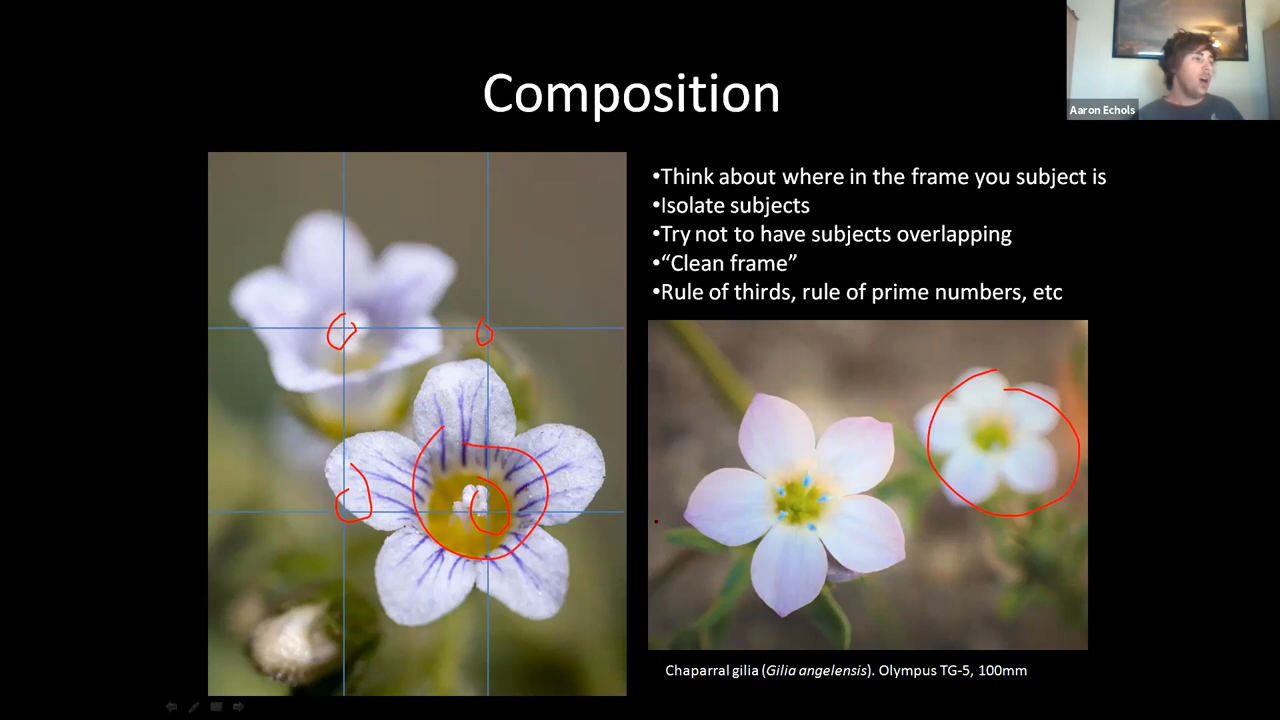 Composition
Aaron Echols
•Think about where in the frame you subject is
•Isolate subjects
•Try not to have subjects overlapping
•“Clean frame”
•Rule of thirds, rule of prime numbers, etc
Chaparral gilia (Gilia angelensis). Olympus TG-5, 100mm